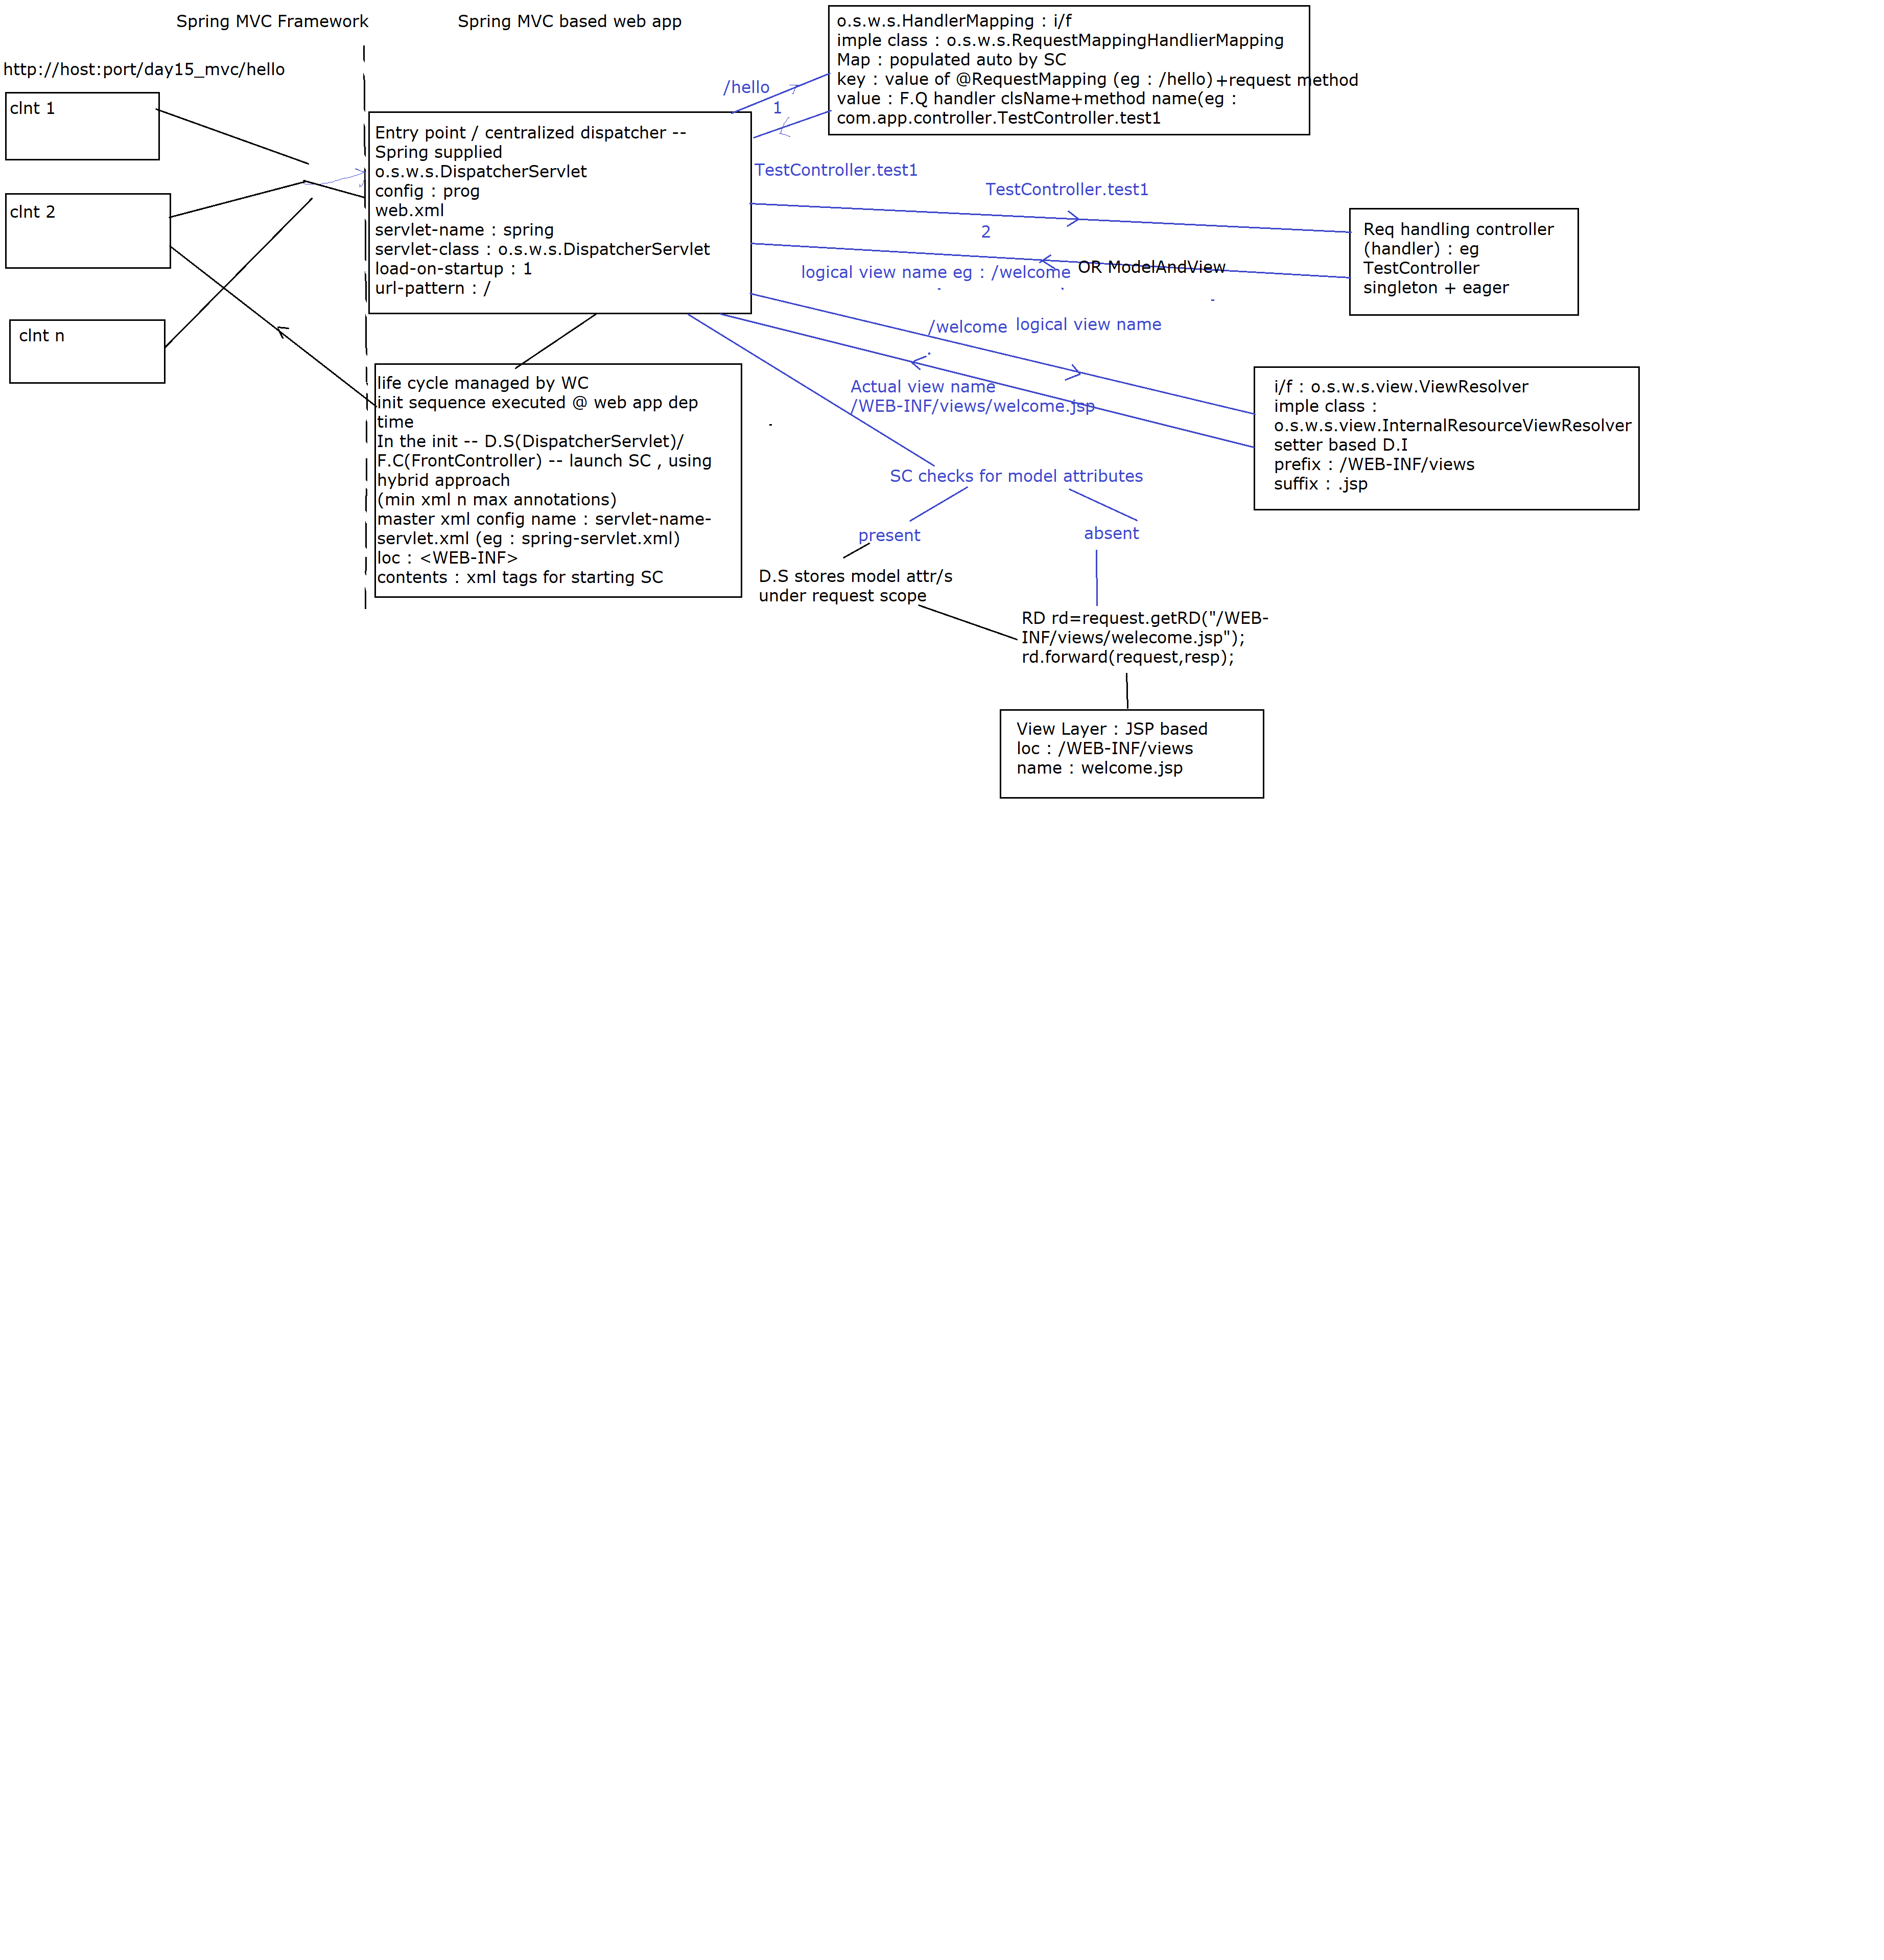 Spring MVC Framework
Spring MVC based web app
http://host:port/day15_mvc/hello
clnt 1
clnt 2
clnt n
Entry point / centralized dispatcher --
Spring supplied
o.s.w.s.DispatcherServlet
config : prog
web.xml
servlet-name : spring
servlet-class : o.s.w.s.DispatcherServlet
load-on-startup : 1
url-pattern : /
life cycle managed by WC
init sequence executed @ web app dep
time
In the init -- D.S(DispatcherServlet)/
F.C(FrontController) -- launch SC , using
hybrid approach
(min xml n max annotations)
master xml config name : servlet-name-
servlet.xml (eg : spring-servlet.xml)
loc : <WEB-INF>
contents : xml tags for starting SC
/hello
1
o.s.w.s.HandlerMapping : i/f
imple class : o.s.w.s.RequestMappingHandlierMapping
Map : populated auto by SC
key : value of @RequestMapping (eg : /hello)+request method
value : F.Q handler clsName+method name(eg :
com.app.controller.TestController.test1
TestController.test1
TestController.test1
2
logical view name eg : /welcome OR ModelAndView
Req handling controller
(handler) : eg
TestController
singleton + eager
/welcome logical view name
Actual view name
/WEB-INF/views/welcome.jsp
i/f : o.s.w.s.view.ViewResolver
imple class :
o.s.w.s.view.InternalResourceViewResolver
setter based D.I
prefix : /WEB-INF/views
suffix : .jsp
SC checks for model attributes
present
absent
D.S stores model attr/s
under request scope
RD rd=request.getRD("/WEB-
INF/views/welecome.jsp");
rd.forward(request,resp);
View Layer : JSP based
loc : /WEB-INF/views
name : welcome.jsp